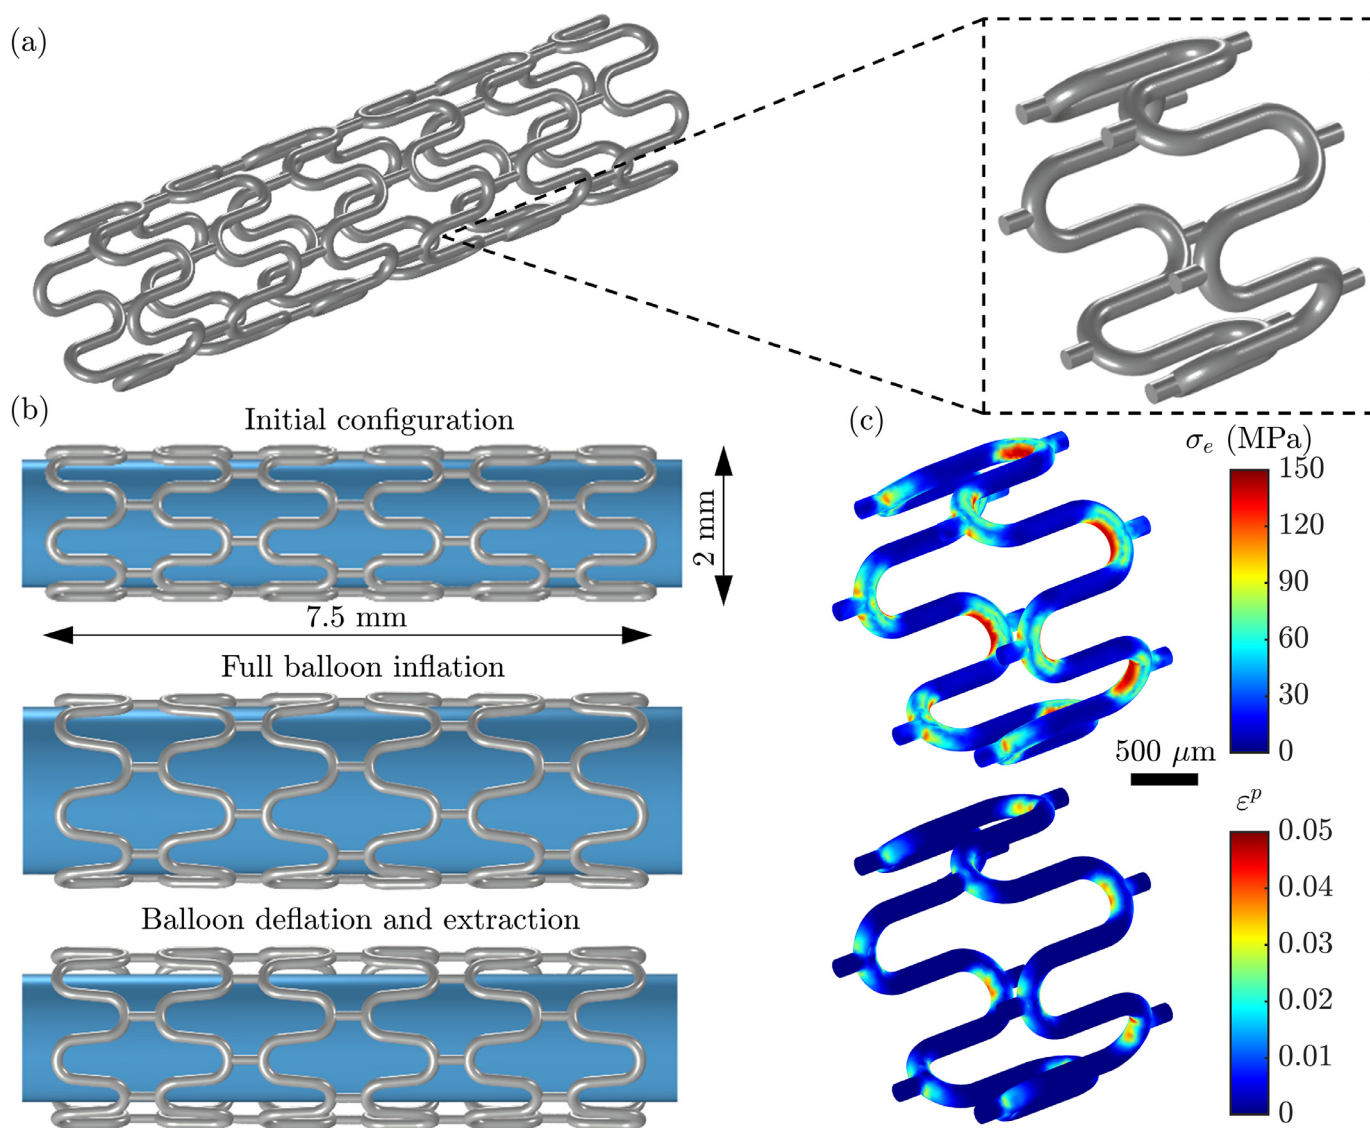 (a)
(b)
Initial configuration
2 mm
7.5 mm
Full balloon inflation
Balloon deflation and extraction
(c)
σₑ (MPa)
150
120
90
60
30
0
500 μm
εᵖ
0.05
0.04
0.03
0.02
0.01
0